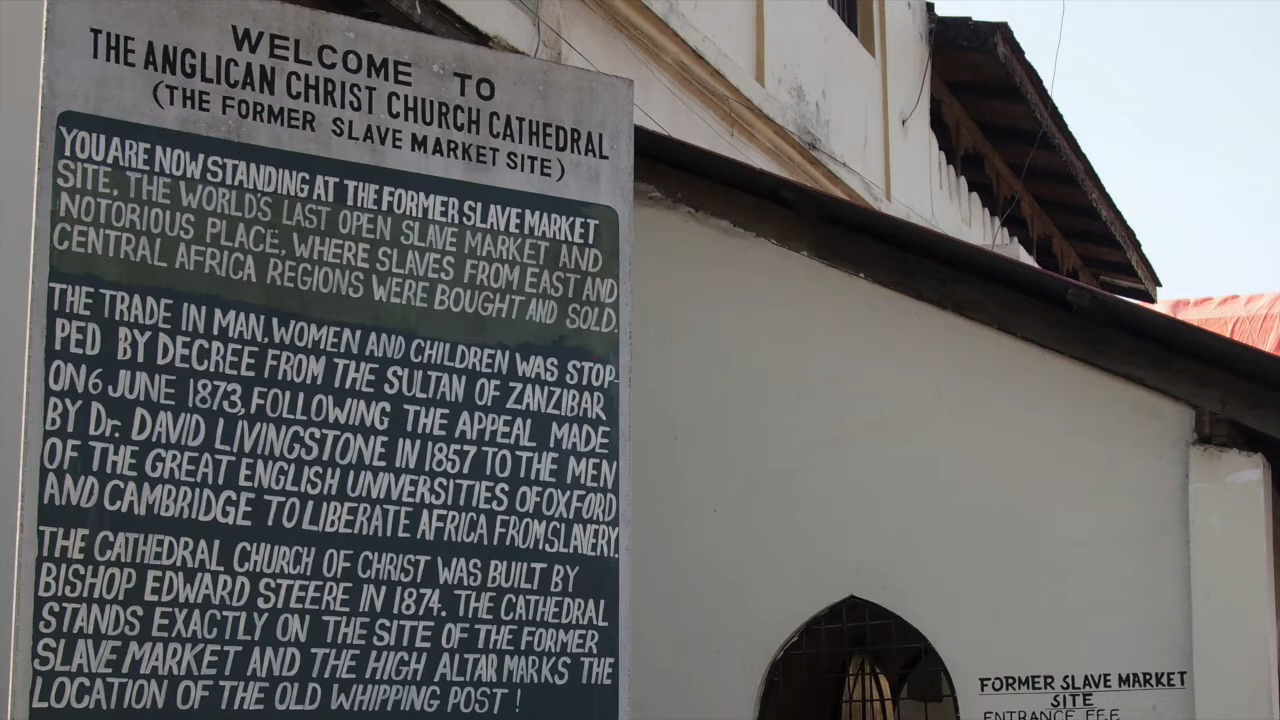 WELCOME TO
THE ANGLICAN CHRIST CHURCH CATHEDRAL
(THE FORMER SLAVE MARKET SITE)
YOU ARE NOW STANDING AT THE FORMER SLAVE MARKET
SITE, THE WORLD'S LAST OPEN SLAVE MARKET AND
NOTORIOUS PLACE, WHERE SLAVES FROM EAST AND
CENTRAL AFRICA REGIONS WERE BOUGHT AND SOLD.
THE TRADE IN MAN, WOMEN AND CHILDREN WAS STOP-
PED BY DECREE FROM THE SULTAN OF ZANZIBAR
ON 6 JUNE 1873, FOLLOWING THE APPEAL MADE
BY Dr. DAVID LIVINGSTONE IN 1857 TO THE MEN
OF THE GREAT ENGLISH UNIVERSITIES OF OXFORD
AND CAMBRIDGE TO LIBERATE AFRICA FROM SLAVERY.
THE CATHEDRAL CHURCH OF CHRIST WAS BUILT BY
BISHOP EDWARD STEERE IN 1874. THE CATHEDRAL
STANDS EXACTLY ON THE SITE OF THE FORMER
SLAVE MARKET AND THE HIGH ALTAR MARKS THE
LOCATION OF THE OLD WHIPPING POST!
FORMER SLAVE MARKET
SITE
ENTRANCE FEE